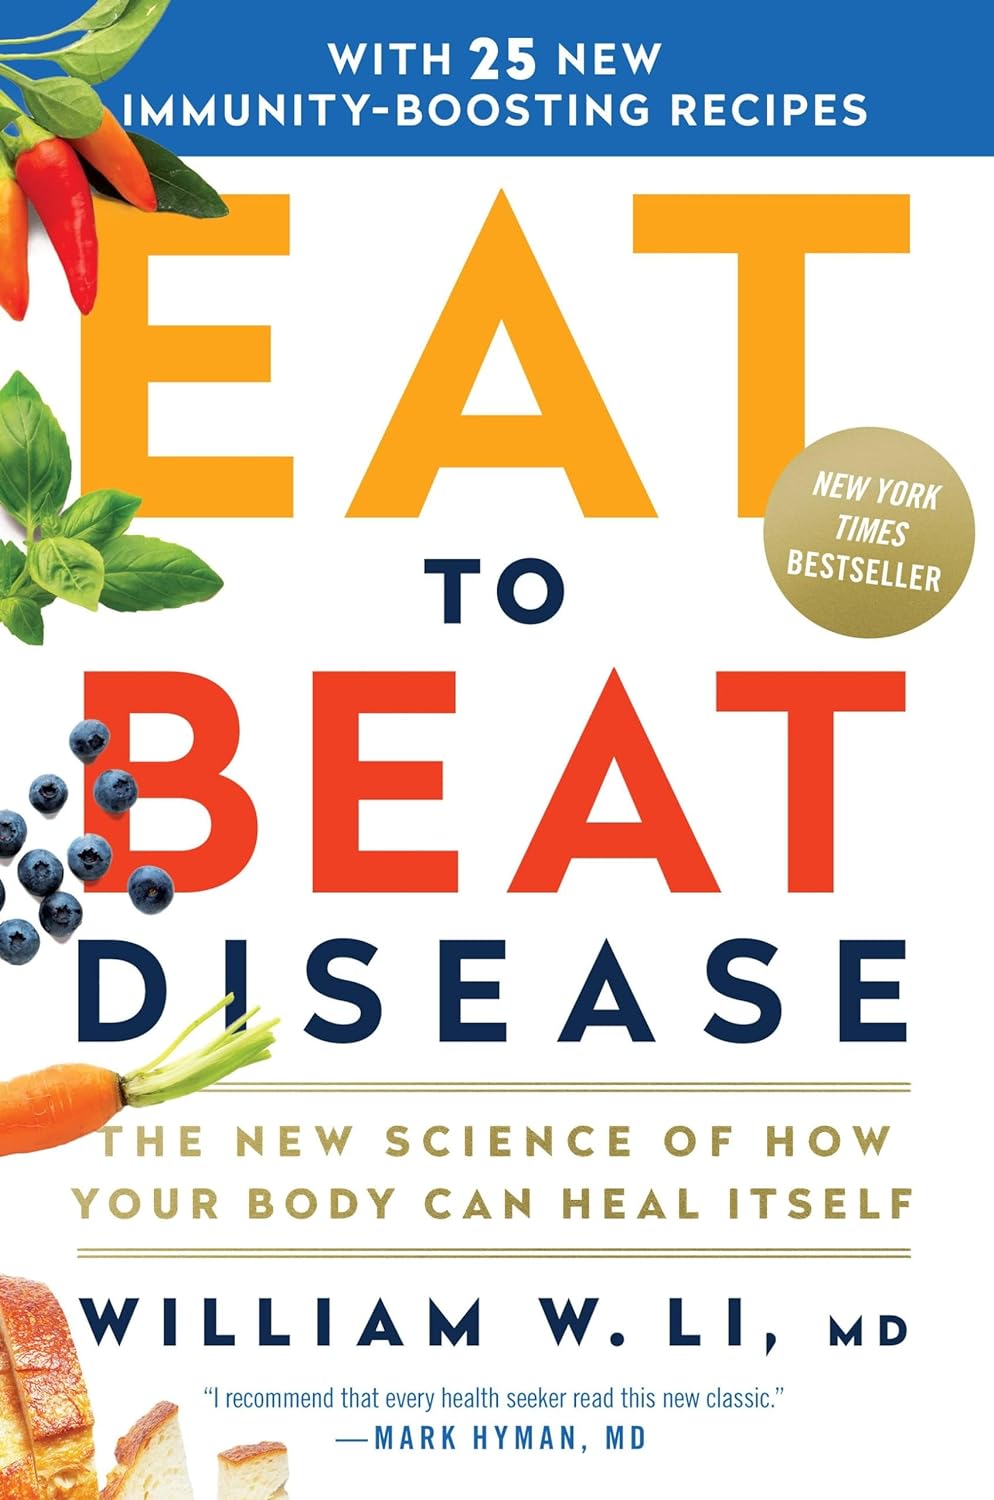 WITH 25 NEW
IMMUNITY-BOOSTING RECIPES
EAT
NEW YORK
TIMES
BESTSELLER
TO
BEAT
DISEASE
THE NEW SCIENCE OF HOW
YOUR BODY CAN HEAL ITSELF
WILLIAM W. LI, MD
“I recommend that every health seeker read this new classic.”
—MARK HYMAN, MD